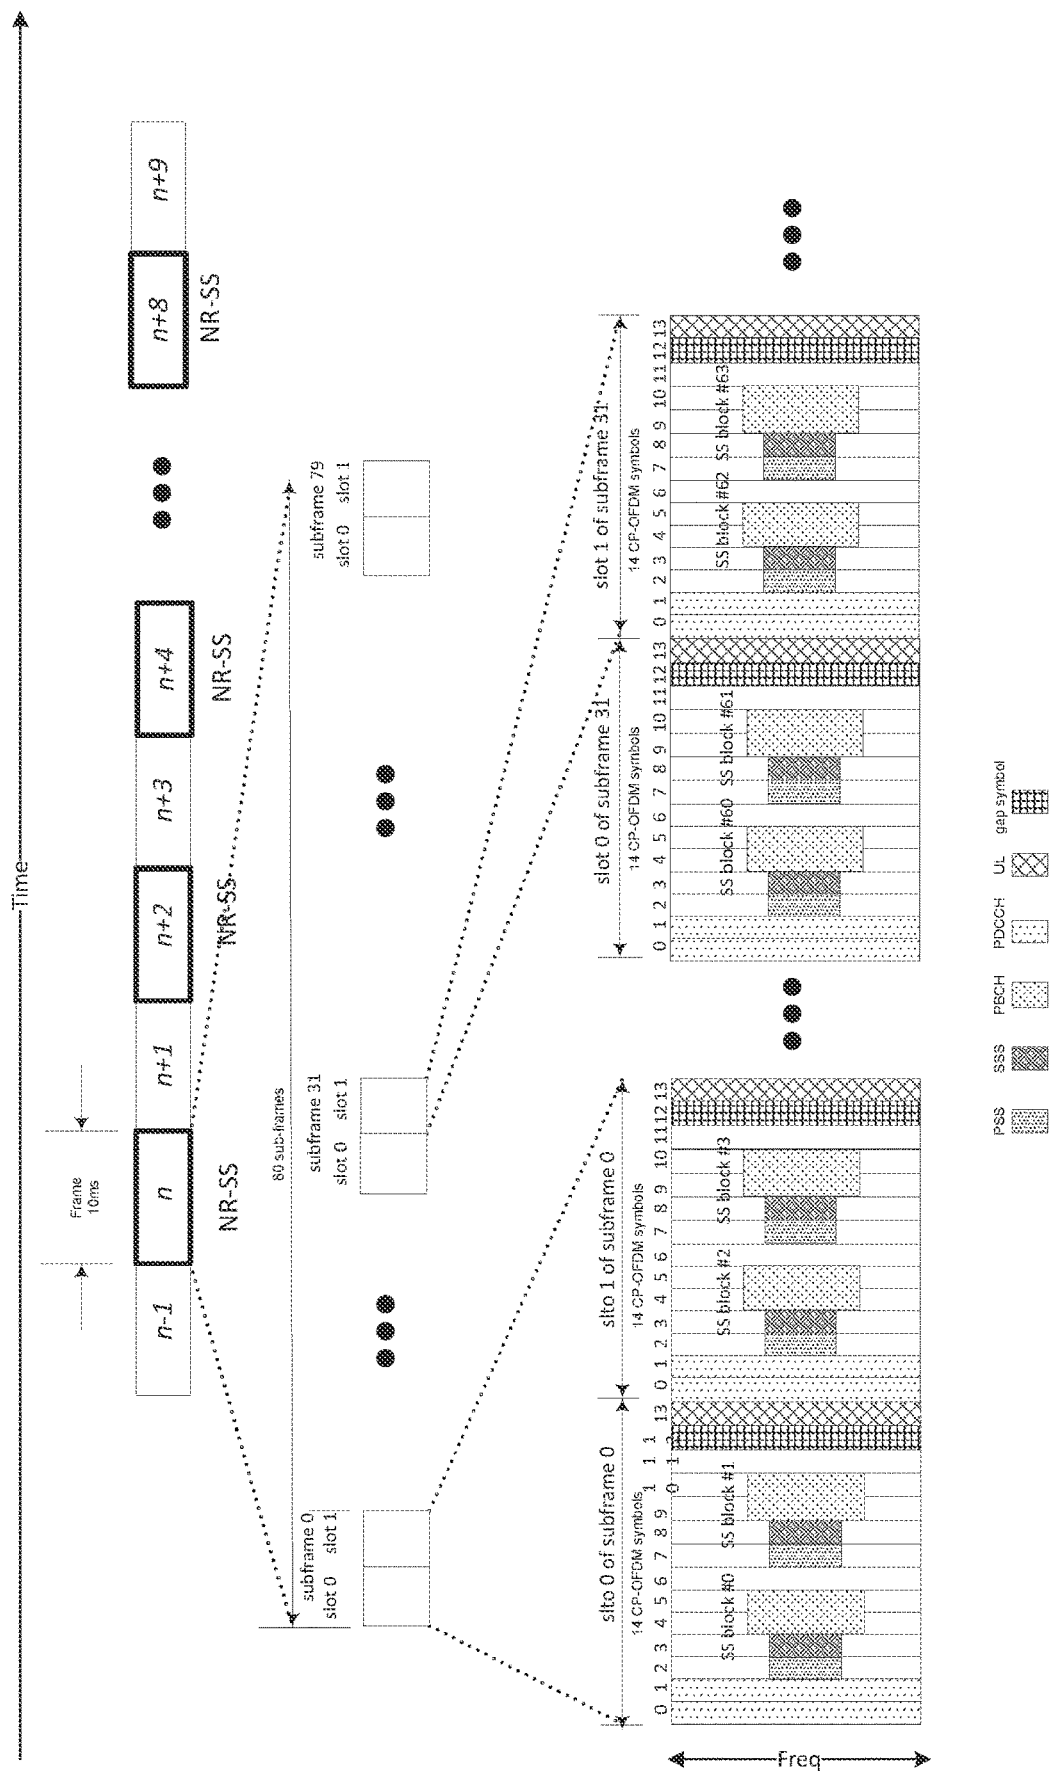 Time
Frame
10ms
n-1
n
n+1
n+2
n+3
n+4
n+8
n+9
NR-SS
NR-SS
NR-SS
NR-SS
80 sub-frames
subframe 0
slot 0 slot 1
subframe 31
slot 0 slot 1
subframe 79
slot 0 slot 1
slto 0 of subframe 0
14 CP-OFDM symbols
0 1 2 3 4 5 6 7 8 9 10 11 12 13
SS block #0
SS block #1
slto 1 of subframe 0
14 CP-OFDM symbols
0 1 2 3 4 5 6 7 8 9 10 11 12 13
SS block #2
SS block #3
slot 0 of subframe 31
14 CP-OFDM symbols
0 1 2 3 4 5 6 7 8 9 10 11 12 13
SS block #60
SS block #61
slot 1 of subframe 31
14 CP-OFDM symbols
0 1 2 3 4 5 6 7 8 9 10 11 12 13
SS block #62
SS block #63
Freq
PSS
SSS
PBCH
PDCCH
UL
gap symbol